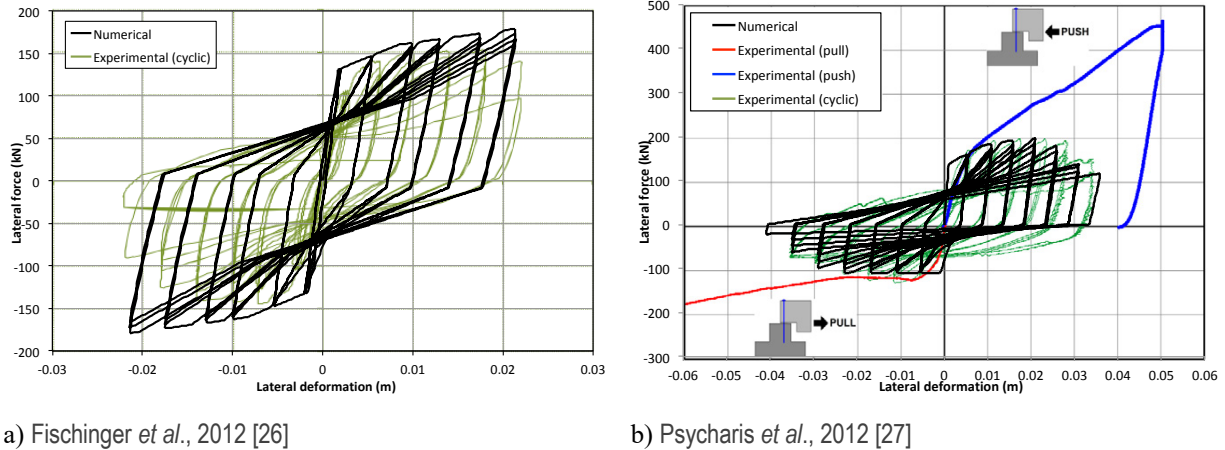 200
150
100
50
0
-50
-100
-150
-200
Lateral force (kN)
Numerical
Experimental (cyclic)
-0.03
-0.02
-0.01
0
0.01
0.02
0.03
Lateral deformation (m)
a) Fischinger et al., 2012 [26]
500
400
300
200
100
0
-100
-200
-300
Lateral force (kN)
Numerical
Experimental (pull)
Experimental (push)
Experimental (cyclic)
PUSH
PULL
-0.06
-0.05
-0.04
-0.03
-0.02
-0.01
0
0.01
0.02
0.03
0.04
0.05
0.06
Lateral deformation (m)
b) Psycharis et al., 2012 [27]